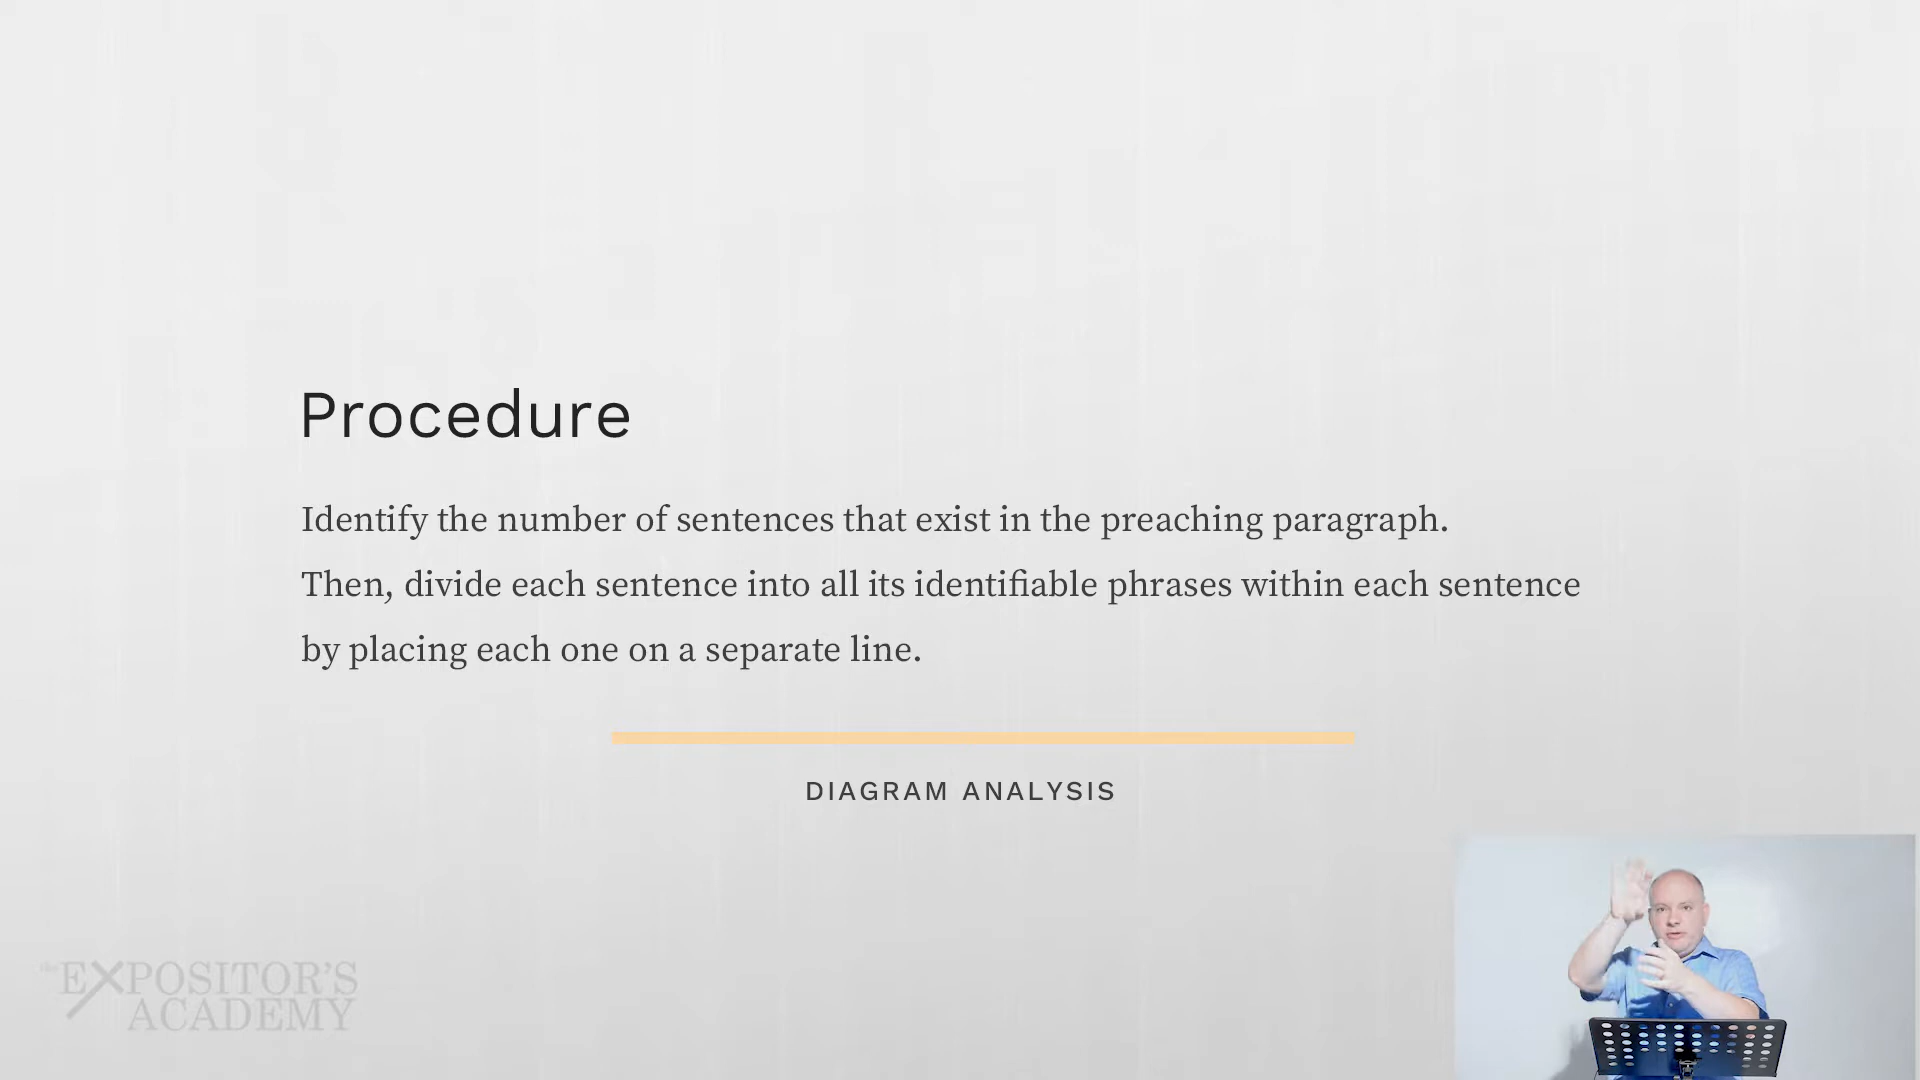 Procedure
Identify the number of sentences that exist in the preaching paragraph.
Then, divide each sentence into all its identifiable phrases within each sentence
by placing each one on a separate line.
DIAGRAM ANALYSIS
the EXPOSITOR'S
ACADEMY